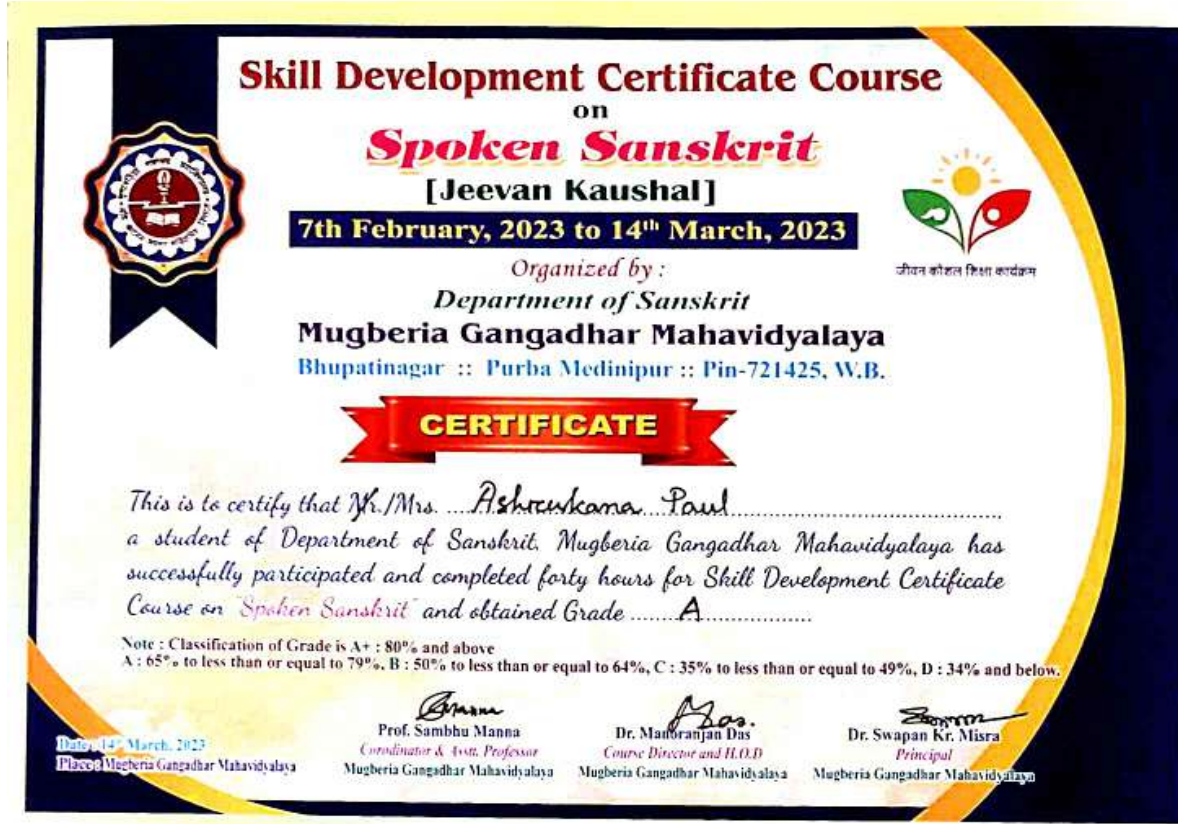 Skill Development Certificate Course
on
Spoken Sanskrit
[Jeevan Kaushal]
7th February, 2023 to 14th March, 2023
जीवन कौशल शिक्षा कार्यक्रम
Organized by :
Department of Sanskrit
Mugberia Gangadhar Mahavidyalaya
Bhupatinagar :: Purba Medinipur :: Pin-721425, W.B.
CERTIFICATE
This is to certify that Mr./Mrs. Ashrukana Paul
a student of Department of Sanskrit, Mugberia Gangadhar Mahavidyalaya has
successfully participated and completed forty hours for Skill Development Certificate
Course on "Spoken Sanskrit" and obtained Grade A
Note : Classification of Grade is A+ : 80% and above
A : 65% to less than or equal to 79%, B : 50% to less than or equal to 64%, C : 35% to less than or equal to 49%, D : 34% and below.
Prof. Sambhu Manna
Coordinator & Asstt. Professor
Mugberia Gangadhar Mahavidyalaya
Dr. Manoranjan Das
Course Director and H.O.D
Mugberia Gangadhar Mahavidyalaya
Dr. Swapan Kr. Misra
Principal
Mugberia Gangadhar Mahavidyalaya
Date : 14th March, 2023
Place : Mugberia Gangadhar Mahavidyalaya